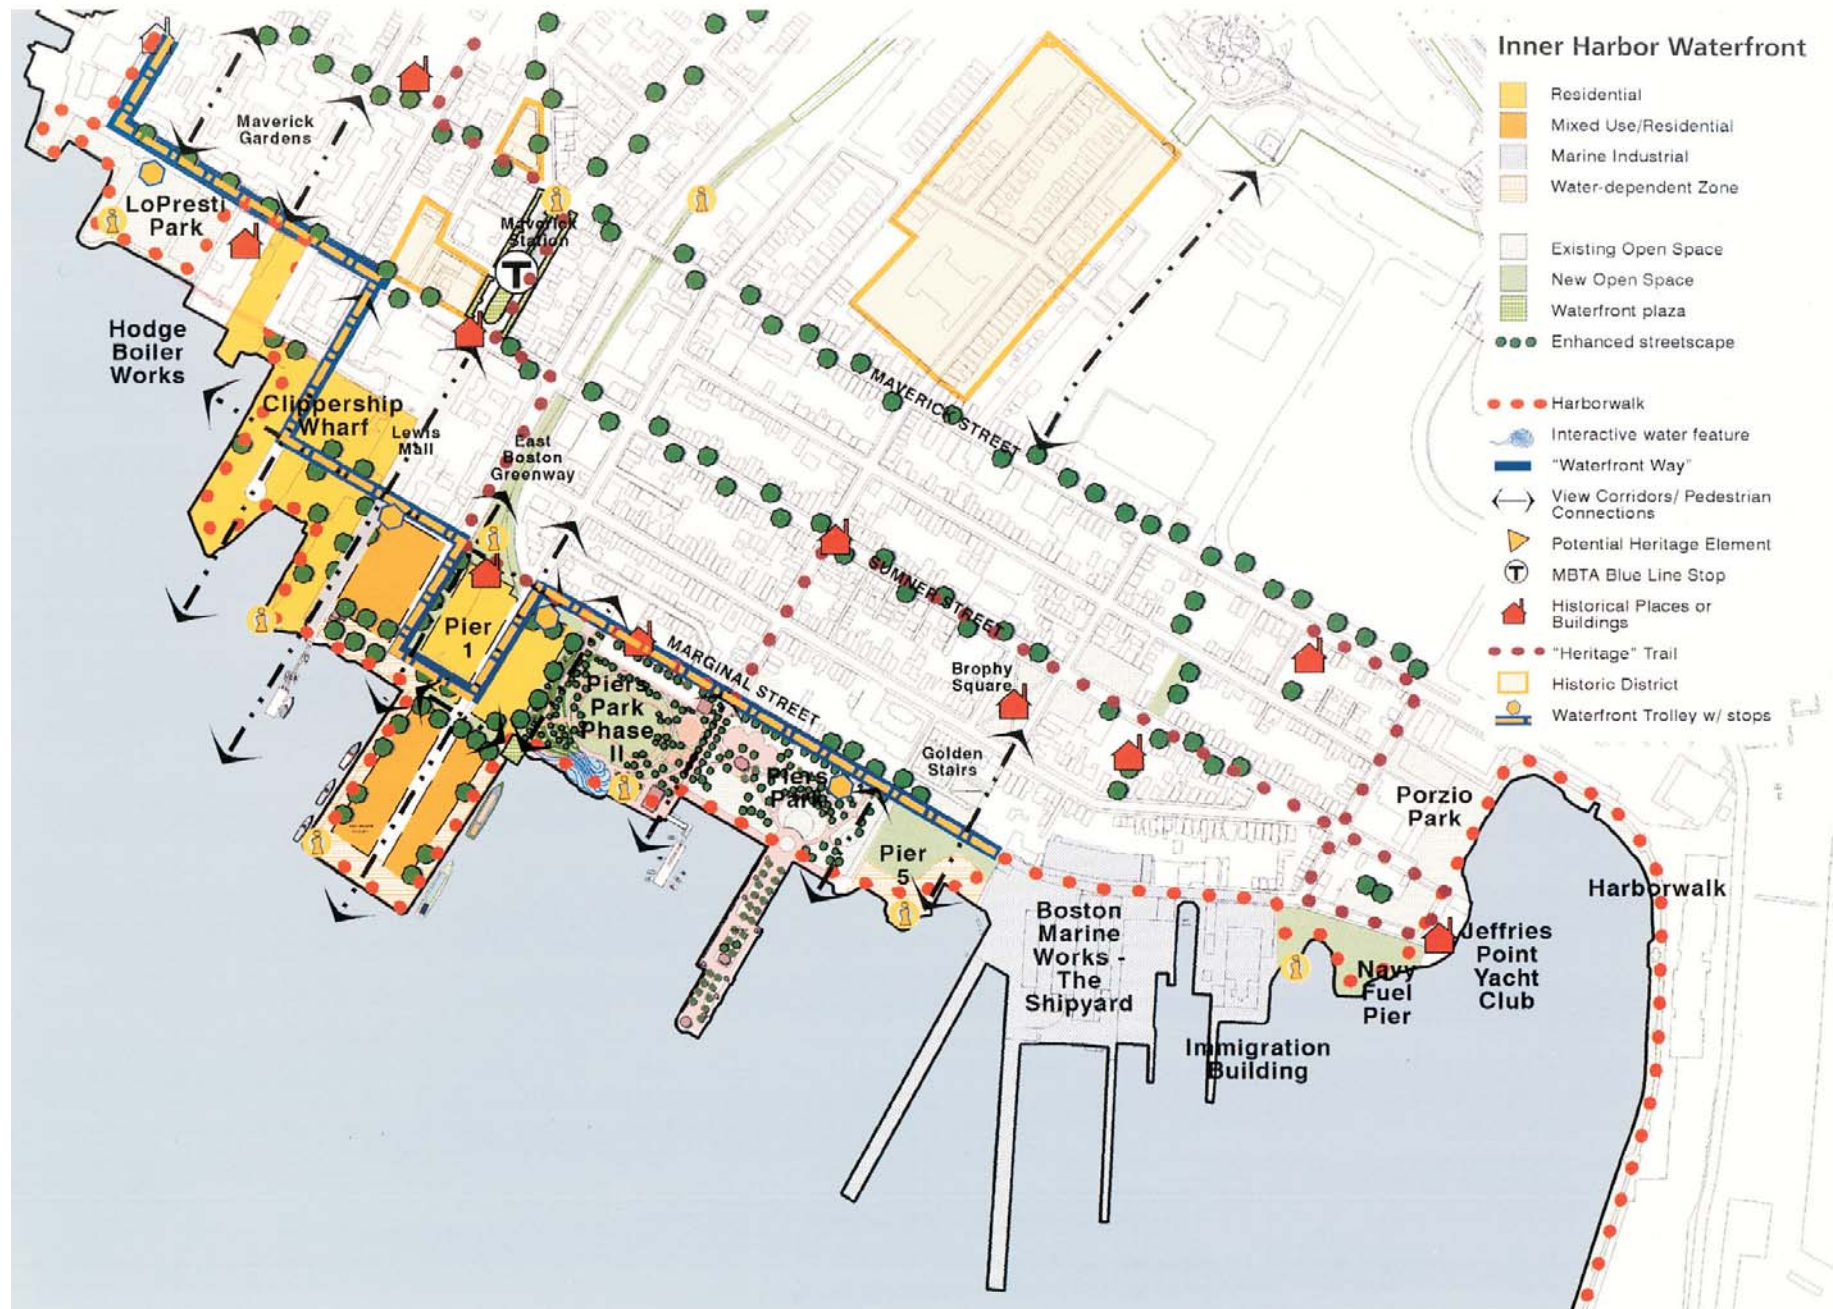 Inner Harbor Waterfront
Residential
Mixed Use/Residential
Marine Industrial
Water-dependent Zone
Existing Open Space
New Open Space
Waterfront plaza
Enhanced streetscape
Harborwalk
Interactive water feature
"Waterfront Way"
View Corridors/ Pedestrian
Connections
Potential Heritage Element
T
MBTA Blue Line Stop
Historical Places or
Buildings
"Heritage" Trail
Historic District
Waterfront Trolley w/ stops
Maverick
Gardens
LoPresti
Park
Maverick
Station
T
Hodge
Boiler
Works
Clippership
Wharf
Lewis
Mall
East
Boston
Greenway
MAVERICK STREET
SUMNER STREET
MARGINAL STREET
Pier
1
Piers
Park
Phase
II
Piers
Park
Brophy
Square
Golden
Stairs
Pier
5
Porzio
Park
Harborwalk
Boston
Marine
Works -
The
Shipyard
Immigration
Building
Navy
Fuel
Pier
Jeffries
Point
Yacht
Club